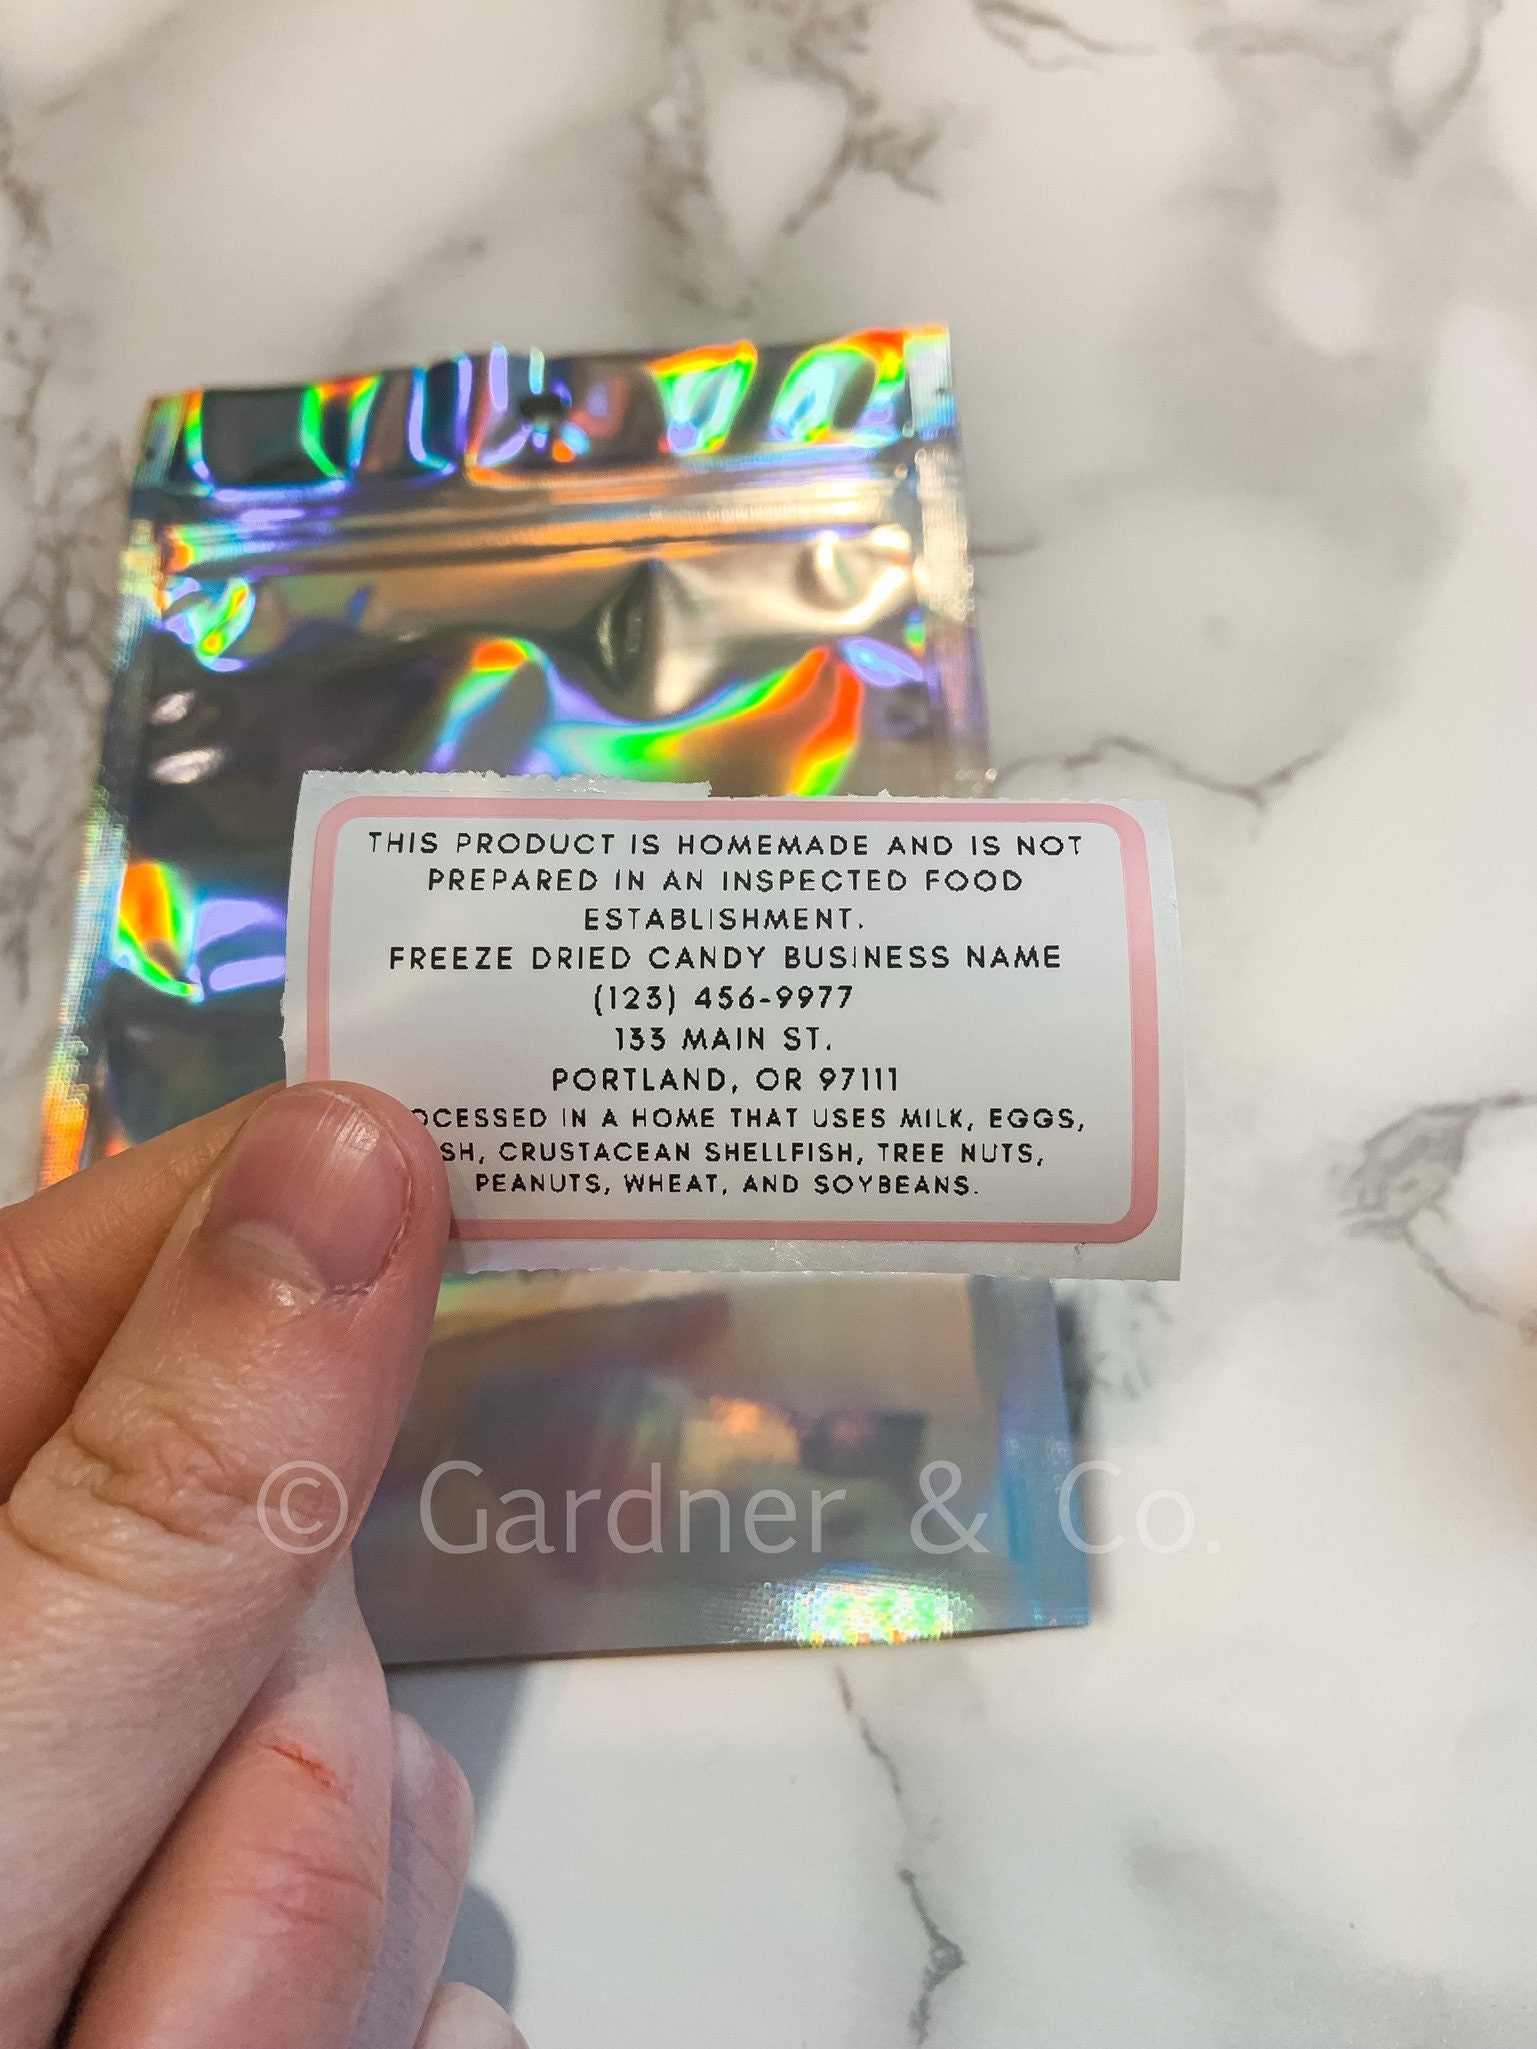 THIS PRODUCT IS HOMEMADE AND IS NOT
PREPARED IN AN INSPECTED FOOD
ESTABLISHMENT.
FREEZE DRIED CANDY BUSINESS NAME
(123) 456-9977
133 MAIN ST.
PORTLAND, OR 97111
OCESSED IN A HOME THAT USES MILK, EGGS,
SH, CRUSTACEAN SHELLFISH, TREE NUTS,
PEANUTS, WHEAT, AND SOYBEANS.
© Gardner & Co.